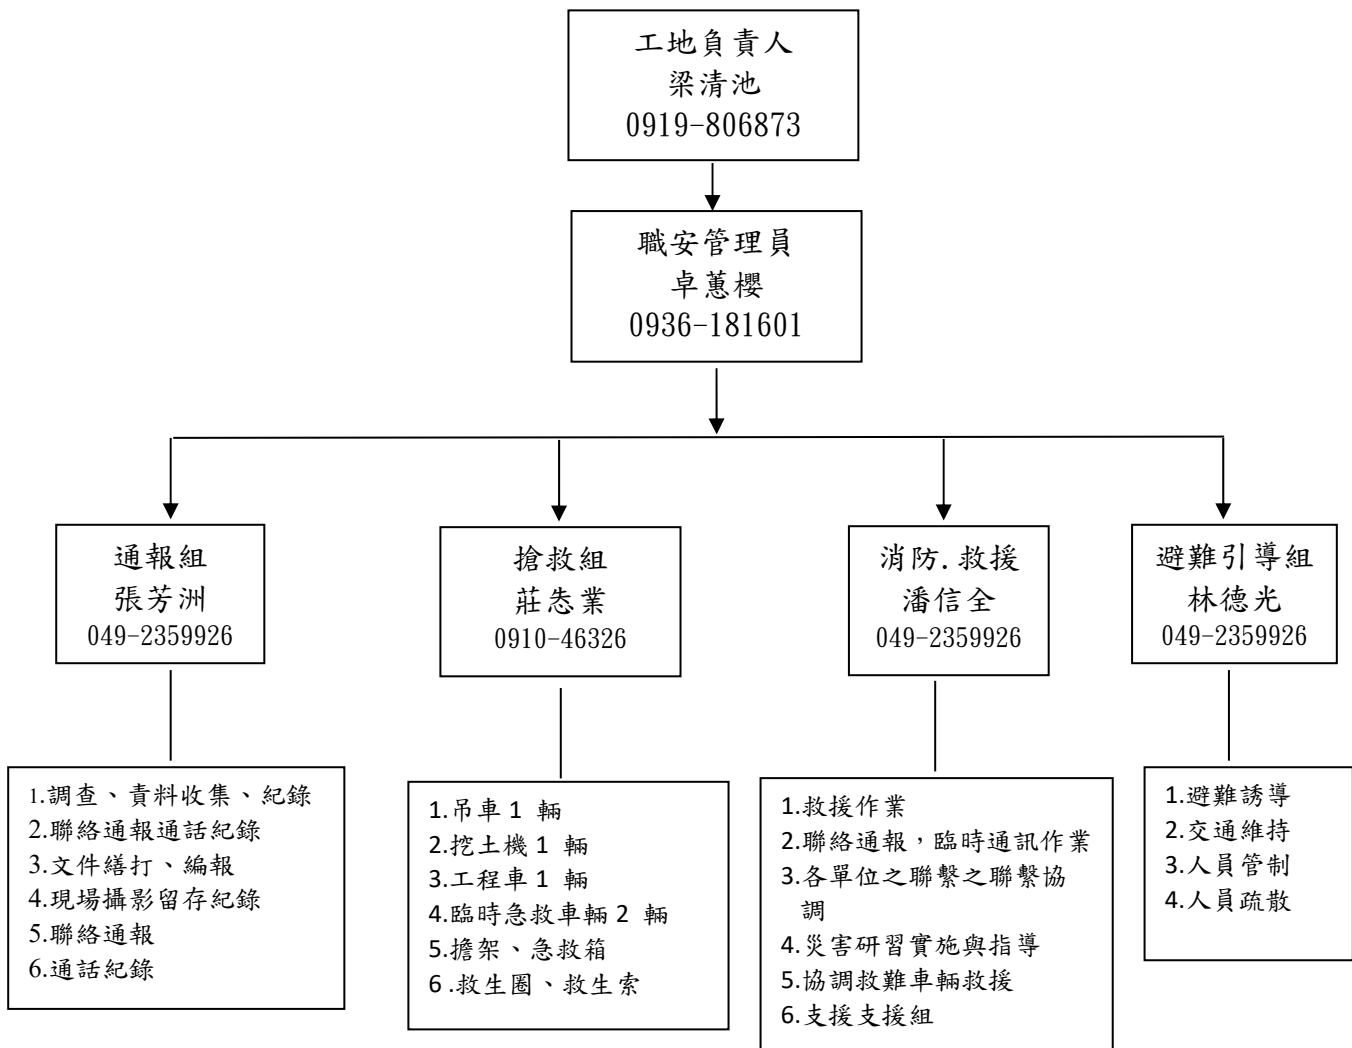 工地負責人
梁清池
0919-806873
職安管理員
卓蕙櫻
0936-181601
通報組
張芳洲
049-2359926
搶救組
莊惎業
0910-46326
消防.救援
潘信全
049-2359926
避難引導組
林德光
049-2359926
1.調查、責料收集、紀錄
2.聯絡通報通話紀錄
3.文件繕打、編報
4.現場攝影留存紀錄
5.聯絡通報
6.通話紀錄
1.吊車1 輛
2.挖土機1 輛
3.工程車1 輛
4.臨時急救車輛2 輛
5.擔架、急救箱
6.救生圈、救生索
1.救援作業
2.聯絡通報，臨時通訊作業
3.各單位之聯繫之聯繫協
調
4.災害研習實施與指導
5.協調救難車輛救援
6.支援支援組
1.避難誘導
2.交通維持
3.人員管制
4.人員疏散